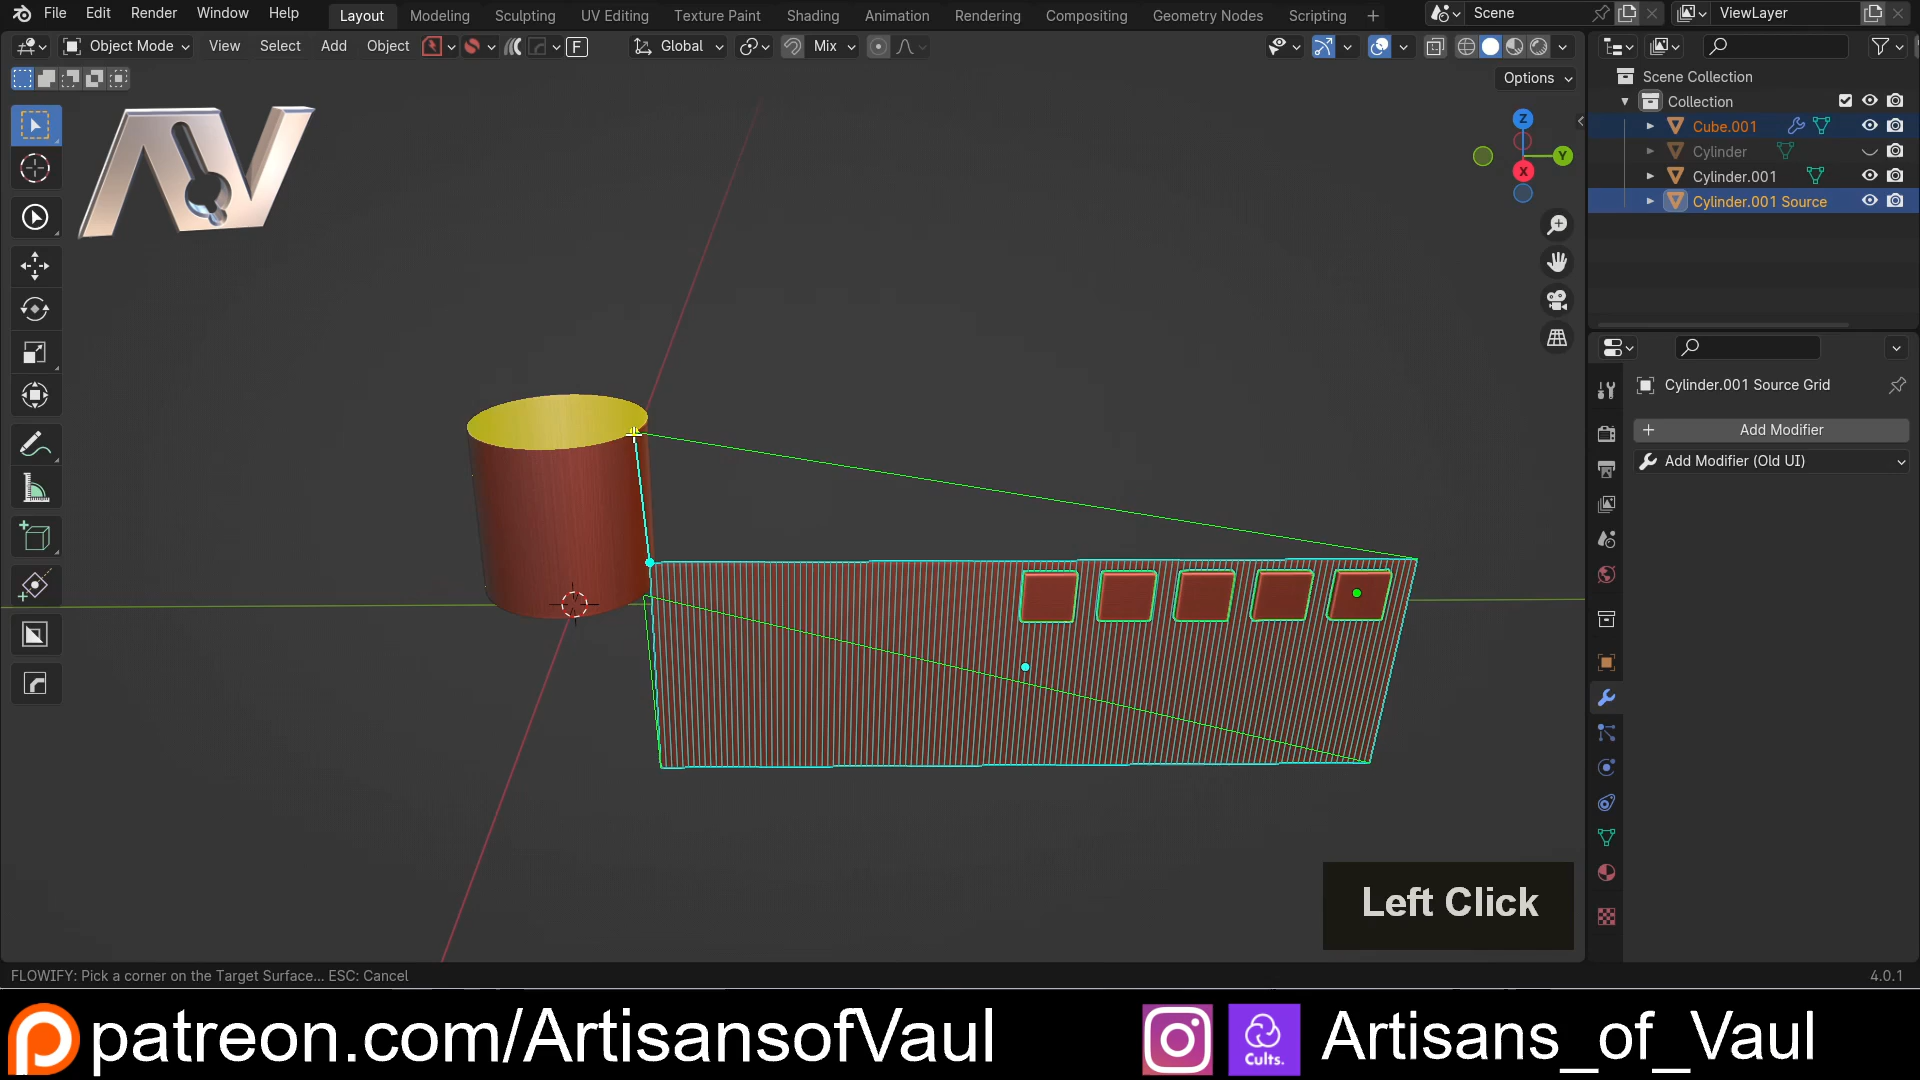 File Edit Render Window Help Layout Modeling Sculpting UV Editing Texture Paint Shading Animation Rendering Compositing Geometry Nodes Scripting + Scene ViewLayer
Object Mode View Select Add Object F Global Mix
Options
Scene Collection
Collection
Cube.001
Cylinder
Cylinder.001
Cylinder.001 Source
Z
Y
X
Cylinder.001 Source Grid
+ Add Modifier
Add Modifier (Old UI)
Left Click
FLOWIFY: Pick a corner on the Target Surface... ESC: Cancel 4.0.1
patreon.com/ArtisansofVaul Cults. Artisans_of_Vaul